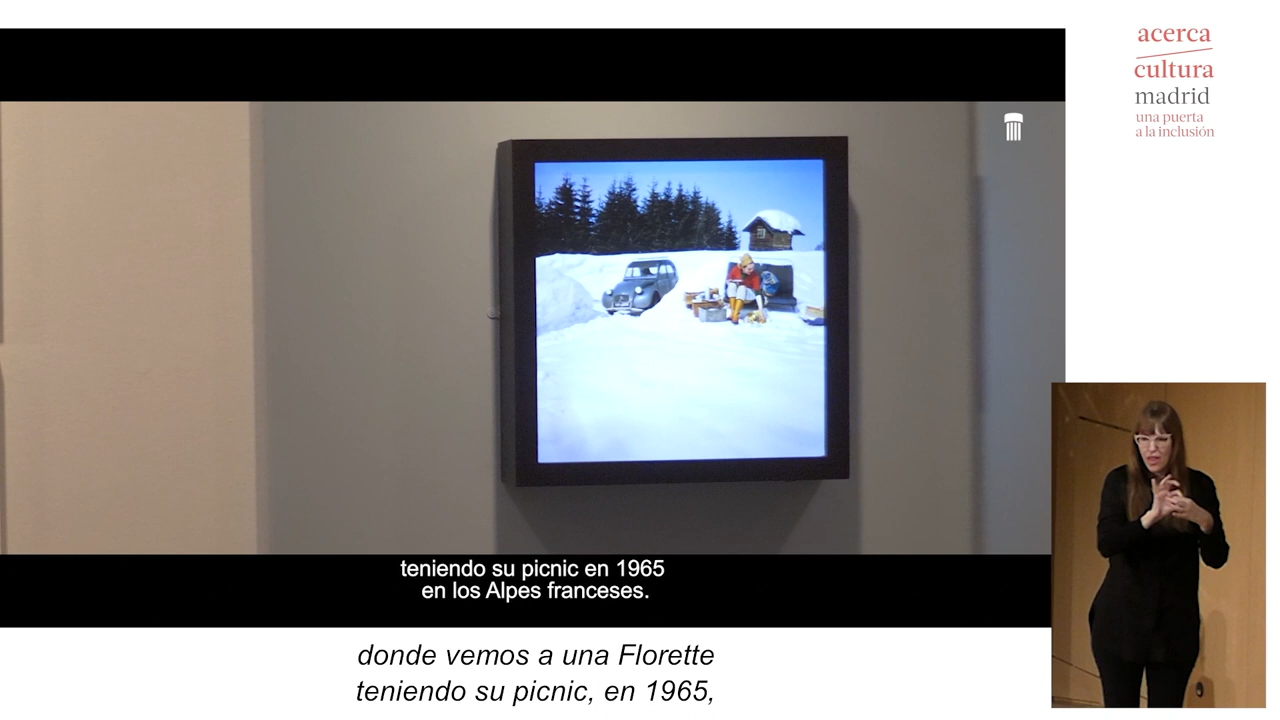 acerca
cultura
madrid
una puerta
a la inclusión
teniendo su picnic en 1965
en los Alpes franceses.
donde vemos a una Florette
teniendo su picnic, en 1965,